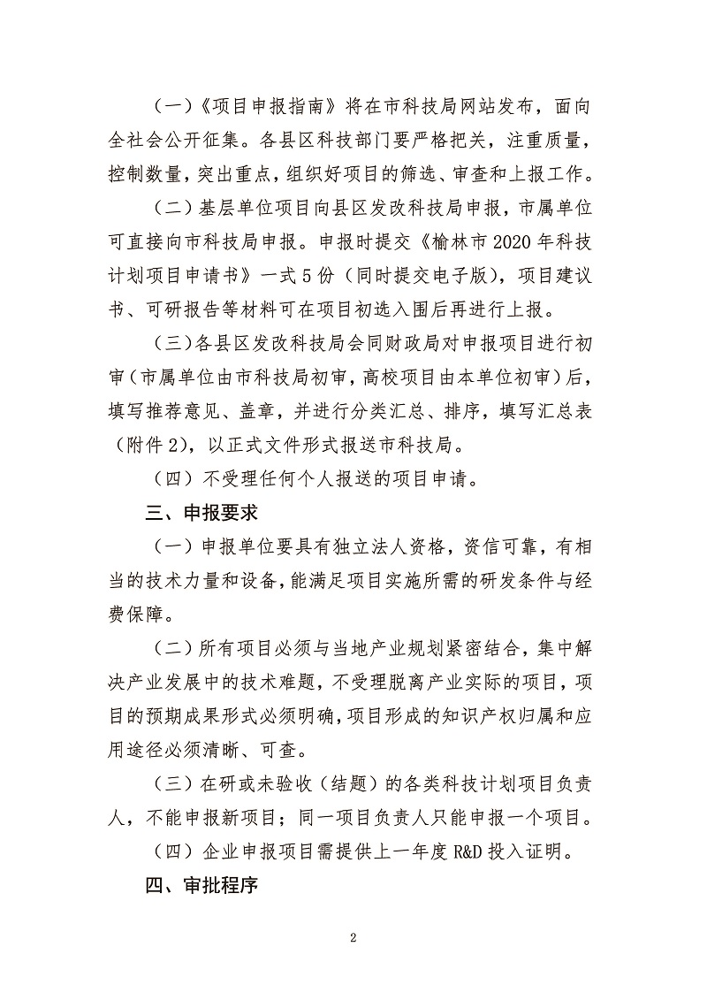 （一）《项目申报指南》将在市科技局网站发布，面向
全社会公开征集。各县区科技部门要严格把关，注重质量，
控制数量，突出重点，组织好项目的筛选、审查和上报工作。
（二）基层单位项目向县区发改科技局申报，市属单位
可直接向市科技局申报。申报时提交《榆林市 2020 年科技
计划项目申请书》一式 5 份（同时提交电子版），项目建议
书、可研报告等材料可在项目初选入围后再进行上报。
（三）各县区发改科技局会同财政局对申报项目进行初
审（市属单位由市科技局初审，高校项目由本单位初审）后，
填写推荐意见、盖章，并进行分类汇总、排序，填写汇总表
（附件 2），以正式文件形式报送市科技局。
（四）不受理任何个人报送的项目申请。
三、申报要求
（一）申报单位要具有独立法人资格，资信可靠，有相
当的技术力量和设备，能满足项目实施所需的研发条件与经
费保障。
（二）所有项目必须与当地产业规划紧密结合，集中解
决产业发展中的技术难题，不受理脱离产业实际的项目，项
目的预期成果形式必须明确，项目形成的知识产权归属和应
用途径必须清晰、可查。
（三）在研或未验收（结题）的各类科技计划项目负责
人，不能申报新项目；同一项目负责人只能申报一个项目。
（四）企业申报项目需提供上一年度 R&D 投入证明。
四、审批程序
2